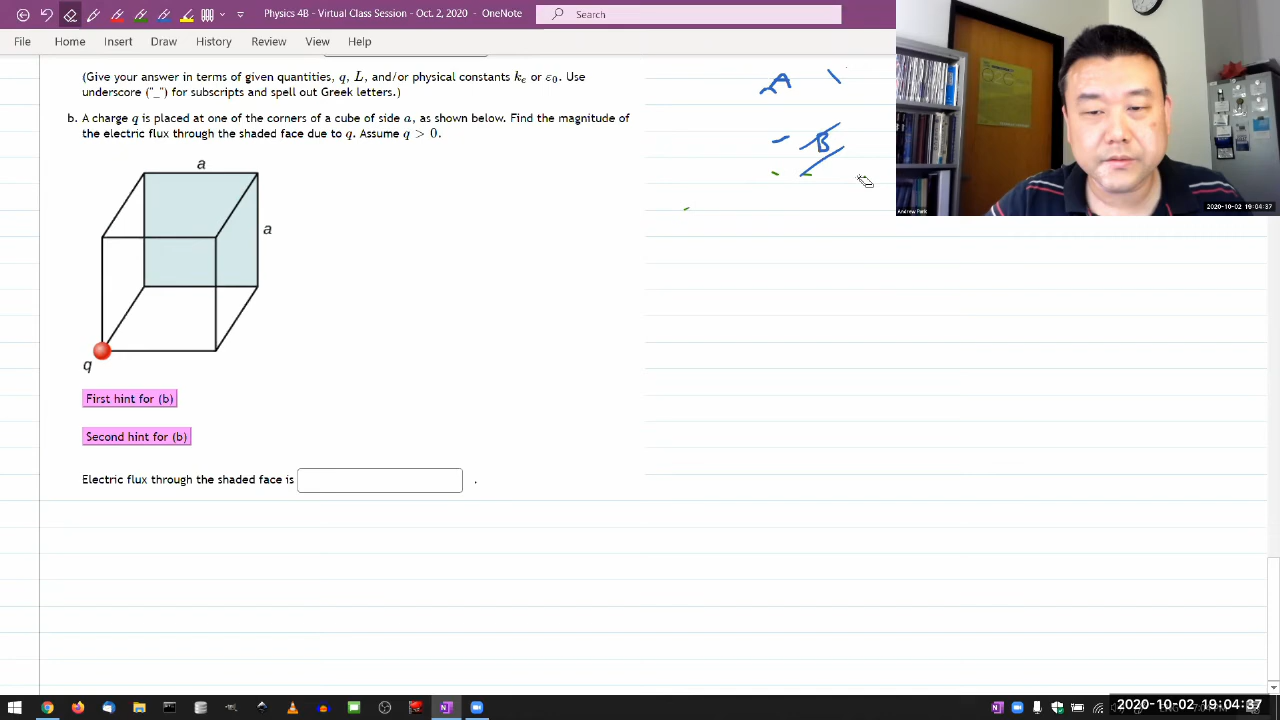 Physics 4B - Virtual Class Session - Oct. 2, 2020 - OneNote
Search
File Home Insert Draw History Review View Help
(Give your answer in terms of given quantities, q, L, and/or physical constants kₑ or ε₀. Use
underscore ("_") for subscripts and spell out Greek letters.)
b. A charge q is placed at one of the corners of a cube of side a, as shown below. Find the magnitude of
the electric flux through the shaded face due to q. Assume q > 0.
a
a
q
First hint for (b)
Second hint for (b)
Electric flux through the shaded face is .
A
B
Andrew Park
2020-10-02 19:04:37
2020-10-02 19:04:37